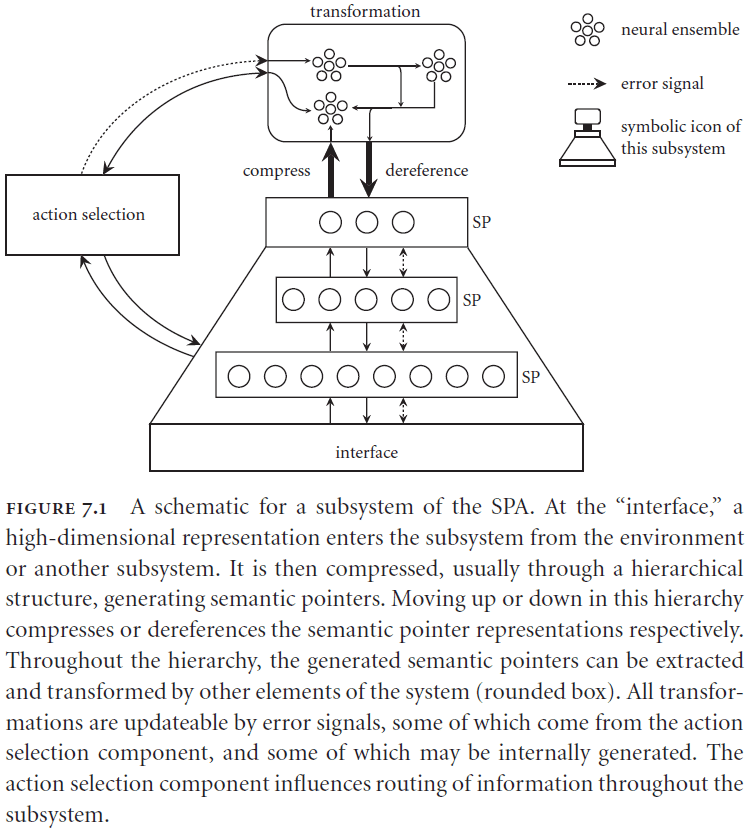 transformation
neural ensemble
error signal
symbolic icon of
this subsystem
compress
dereference
action selection
SP
SP
SP
interface
FIGURE 7.1 A schematic for a subsystem of the SPA. At the “interface,” a
high-dimensional representation enters the subsystem from the environment
or another subsystem. It is then compressed, usually through a hierarchical
structure, generating semantic pointers. Moving up or down in this hierarchy
compresses or dereferences the semantic pointer representations respectively.
Throughout the hierarchy, the generated semantic pointers can be extracted
and transformed by other elements of the system (rounded box). All transfor-
mations are updateable by error signals, some of which come from the action
selection component, and some of which may be internally generated. The
action selection component influences routing of information throughout the
subsystem.